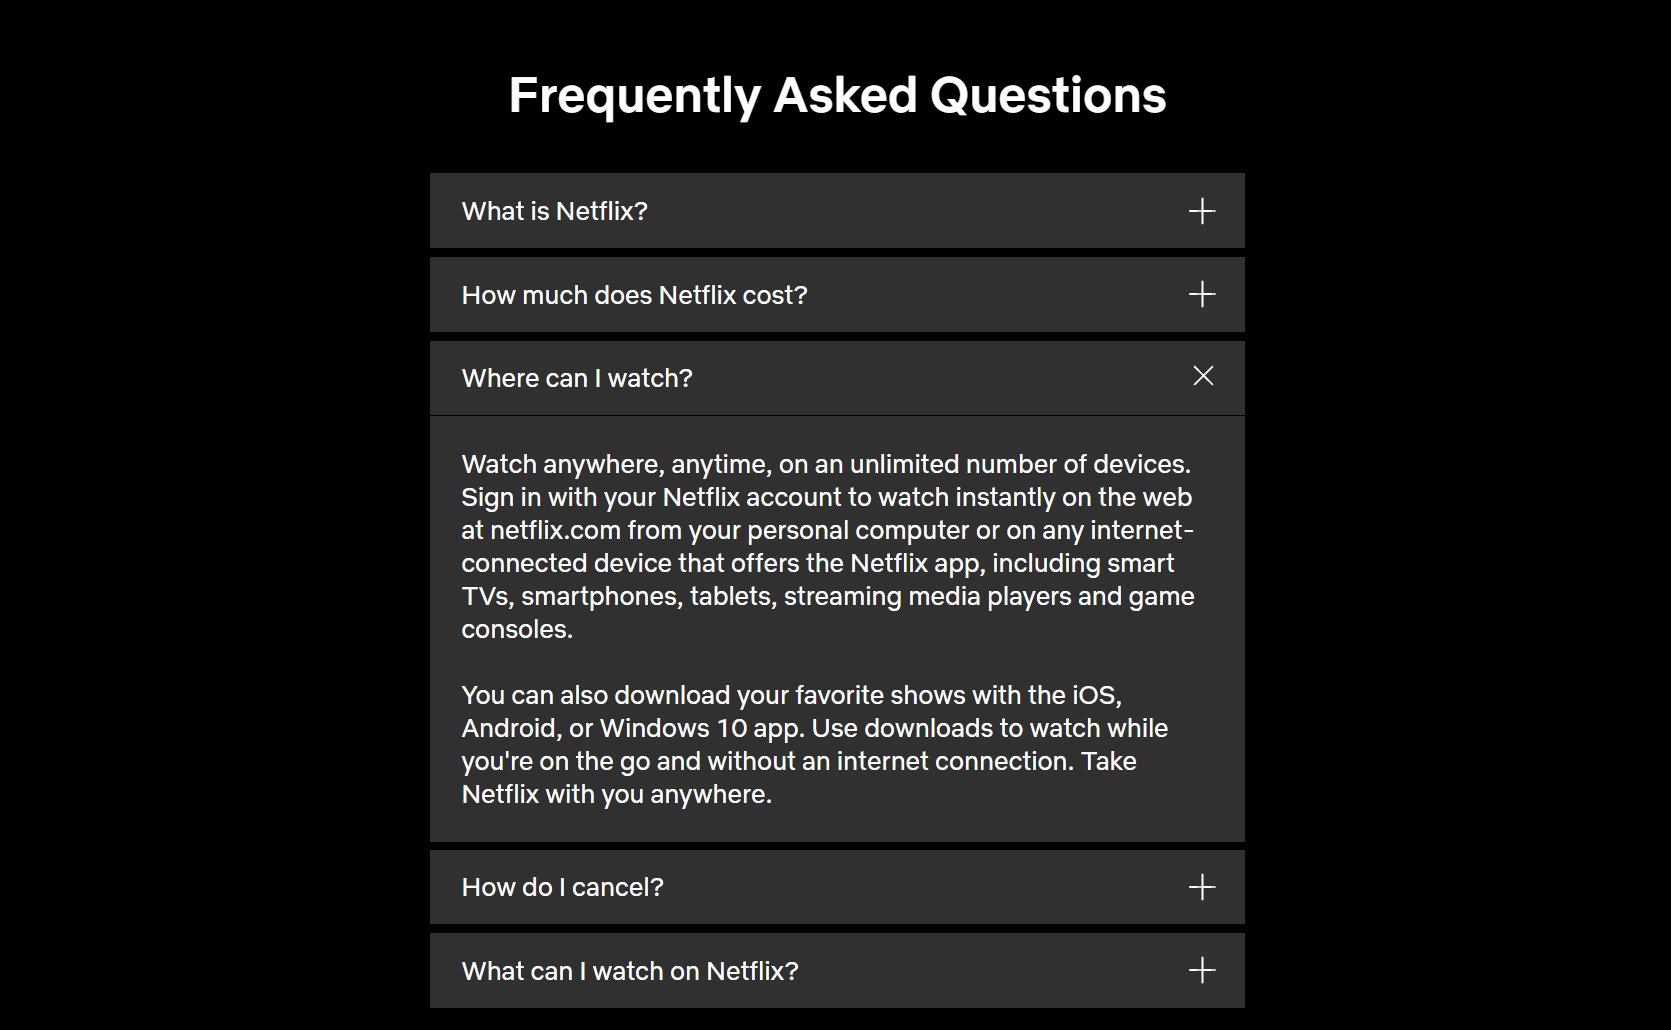 Frequently Asked Questions
What is Netflix?
How much does Netflix cost?
Where can I watch?
Watch anywhere, anytime, on an unlimited number of devices.
Sign in with your Netflix account to watch instantly on the web
at netflix.com from your personal computer or on any internet-
connected device that offers the Netflix app, including smart
TVs, smartphones, tablets, streaming media players and game
consoles.
You can also download your favorite shows with the iOS,
Android, or Windows 10 app. Use downloads to watch while
you're on the go and without an internet connection. Take
Netflix with you anywhere.
How do I cancel?
What can I watch on Netflix?